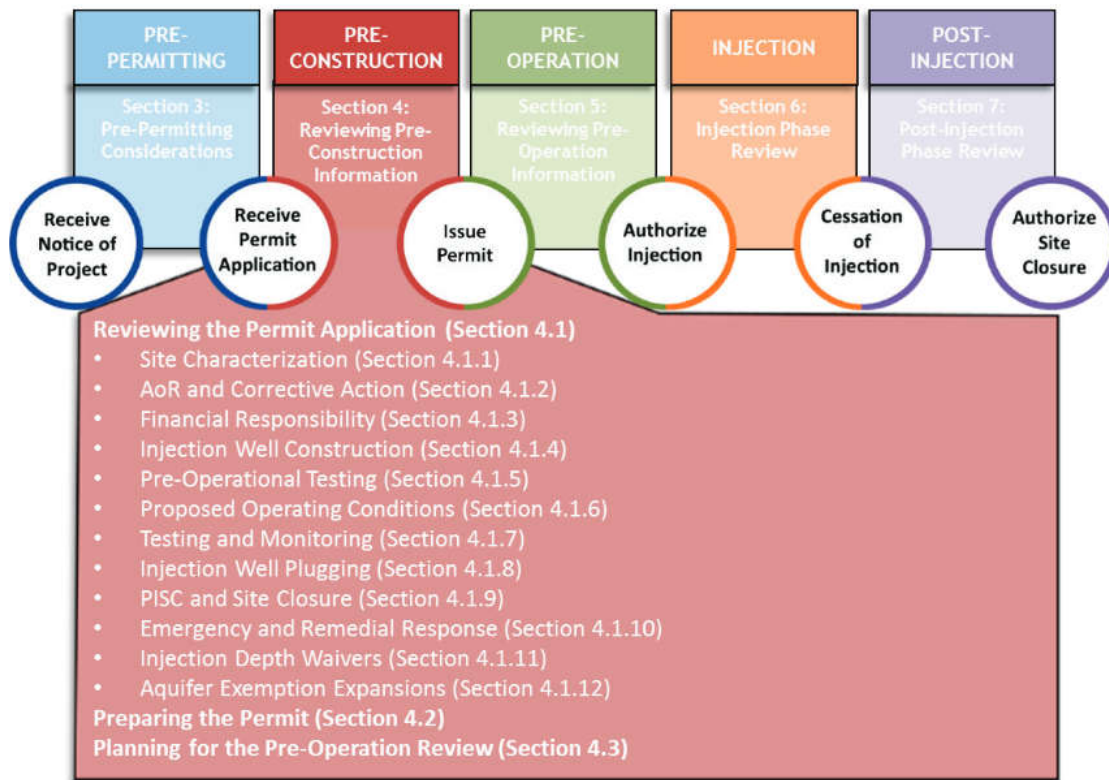 PRE-
PERMITTING
PRE-
CONSTRUCTION
PRE-
OPERATION
INJECTION
POST-
INJECTION
Section 3:
Pre-Permitting
Considerations
Section 4:
Reviewing Pre-
Construction
Information
Section 5:
Reviewing Pre-
Operation
Information
Section 6:
Injection Phase
Review
Section 7:
Post-Injection
Phase Review
Receive
Notice of
Project
Receive
Permit
Application
Issue
Permit
Authorize
Injection
Cessation
of
Injection
Authorize
Site
Closure
Reviewing the Permit Application (Section 4.1)
• Site Characterization (Section 4.1.1)
• AoR and Corrective Action (Section 4.1.2)
• Financial Responsibility (Section 4.1.3)
• Injection Well Construction (Section 4.1.4)
• Pre-Operational Testing (Section 4.1.5)
• Proposed Operating Conditions (Section 4.1.6)
• Testing and Monitoring (Section 4.1.7)
• Injection Well Plugging (Section 4.1.8)
• PISC and Site Closure (Section 4.1.9)
• Emergency and Remedial Response (Section 4.1.10)
• Injection Depth Waivers (Section 4.1.11)
• Aquifer Exemption Expansions (Section 4.1.12)
Preparing the Permit (Section 4.2)
Planning for the Pre-Operation Review (Section 4.3)